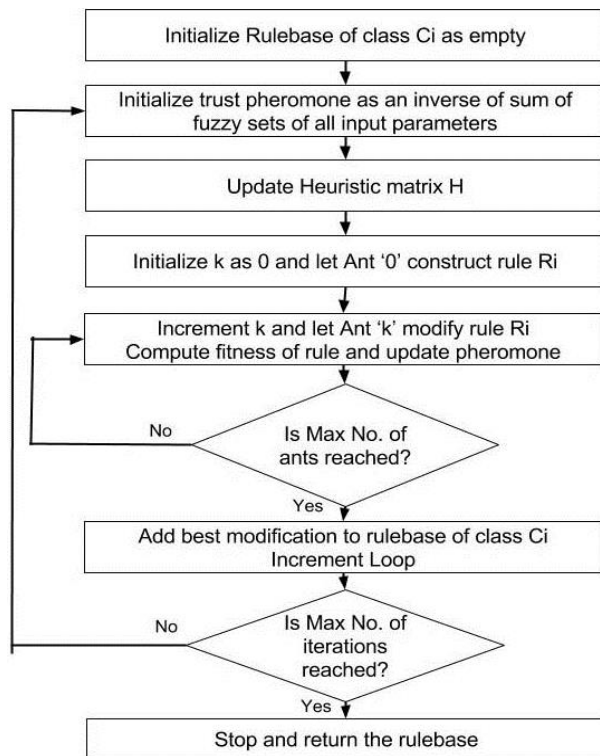 Initialize Rulebase of class Ci as empty
Initialize trust pheromone as an inverse of sum of
fuzzy sets of all input parameters
Update Heuristic matrix H
Initialize k as 0 and let Ant ‘0’ construct rule Ri
Increment k and let Ant ‘k’ modify rule Ri
Compute fitness of rule and update pheromone
No
Is Max No. of
ants reached?
Yes
Add best modification to rulebase of class Ci
Increment Loop
No
Is Max No. of
iterations
reached?
Yes
Stop and return the rulebase